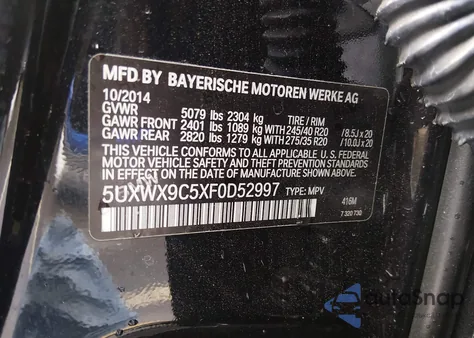 MFD.BY BAYERISCHE MOTOREN WERKE AG
10/2014
GVWR 5079 lbs 2304 kg TIRE / RIM
GAWR FRONT 2401 lbs 1089 kg WITH 245/40 R20 /8.5J x 20
GAWR REAR 2820 lbs 1279 kg WITH 275/35 R20 /10.0J x 20
THIS VEHICLE CONFORMS TO ALL APPLICABLE U.S. FEDERAL
MOTOR VEHICLE SAFETY STANDARDS IN EFFECT ON THE
DATE OF MANUFACTURE SHOWN ABOVE.
5UXWX9C5XF0D52997 TYPE: MPV
416M
7 320 730
autoSnap